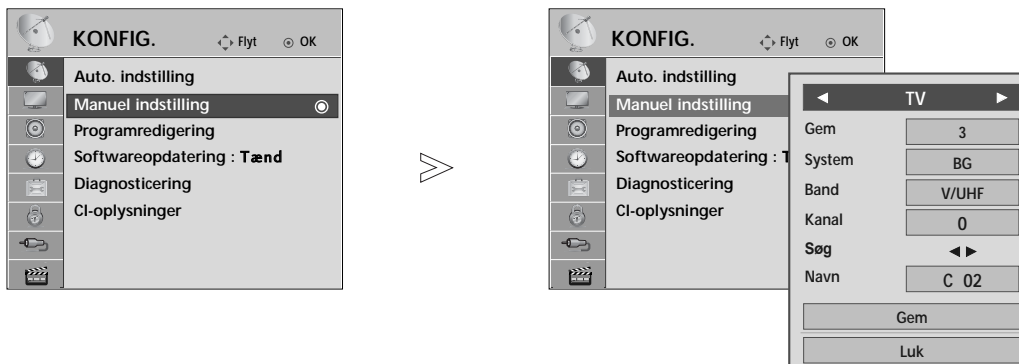 KONFIG. Flyt OK
Auto. indstilling
Manuel indstilling
Programredigering
Softwareopdatering : Tænd
Diagnosticering
CI-oplysninger
KONFIG. Flyt OK
Auto. indstilling
Manuel indstilling
Programredigering
Softwareopdatering : T
Diagnosticering
CI-oplysninger
TV
Gem 3
System BG
Band V/UHF
Kanal 0
Søg
Navn C 02
Gem
Luk